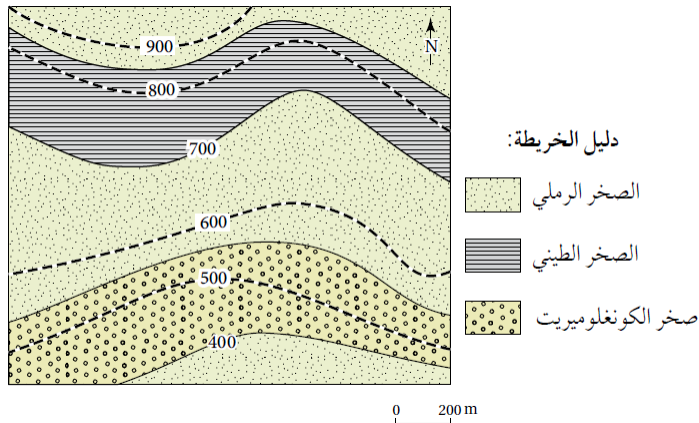 900
N
800
700
600
500
400
دليل الخريطة:
الصخر الرملي
الصخر الطيني
صخر الكونغلوميريت
0 200 m